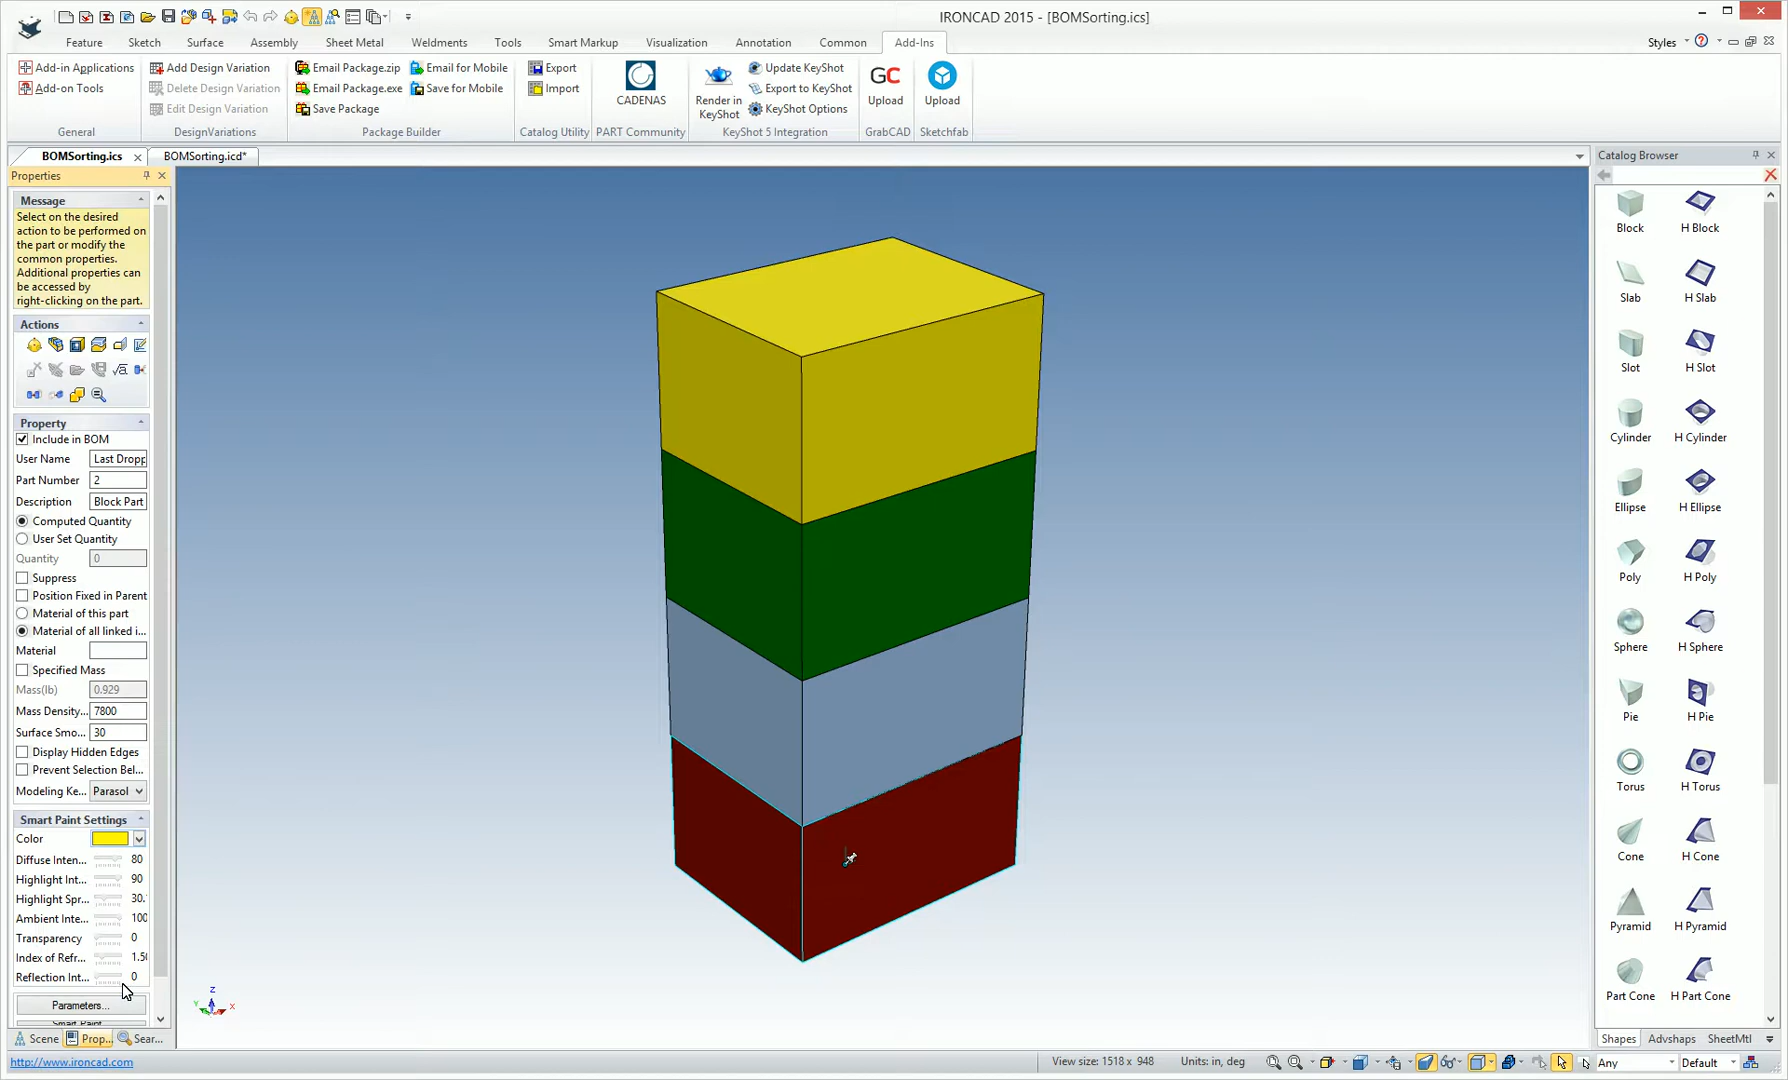 IRONCAD 2015 - [BOMSorting.ics]
Feature Sketch Surface Assembly Sheet Metal Weldments Tools Smart Markup Visualization Annotation Common Add-Ins Styles
Add-in Applications
Add-on Tools
General
Add Design Variation
Delete Design Variation
Edit Design Variation
DesignVariations
Email Package.zip
Email Package.exe
Save Package
Email for Mobile
Save for Mobile
Package Builder
Export
Import
Catalog Utility
CADENAS
PART Community
Render in
KeyShot
Update KeyShot
Export to KeyShot
KeyShot Options
KeyShot 5 Integration
GC
Upload
GrabCAD
Upload
Sketchfab
BOMSorting.ics BOMSorting.icd*
Properties
Message
Select on the desired
action to be performed on
the part or modify the
common properties.
Additional properties can
be accessed by
right-clicking on the part.
Actions
Property
Include in BOM
User Name Last Dropp
Part Number 2
Description Block Part
Computed Quantity
User Set Quantity
Quantity 0
Suppress
Position Fixed in Parent
Material of this part
Material of all linked i...
Material
Specified Mass
Mass(lb) 0.929
Mass Density... 7800
Surface Smo... 30
Display Hidden Edges
Prevent Selection Bel...
Modeling Ke... Parasol
Smart Paint Settings
Color
Diffuse Inten... 80
Highlight Int... 90
Highlight Spr... 30.
Ambient Inte... 100
Transparency 0
Index of Refr... 1.50
Reflection Int... 0
Parameters...
Smart Paint
Scene Prop... Sear...
http://www.ironcad.com
Z
Y X
Catalog Browser
Block H Block
Slab H Slab
Slot H Slot
Cylinder H Cylinder
Ellipse H Ellipse
Poly H Poly
Sphere H Sphere
Pie H Pie
Torus H Torus
Cone H Cone
Pyramid H Pyramid
Part Cone H Part Cone
Shapes Advshaps SheetMtl
View size: 1518 x 948 Units: in, deg Any Default